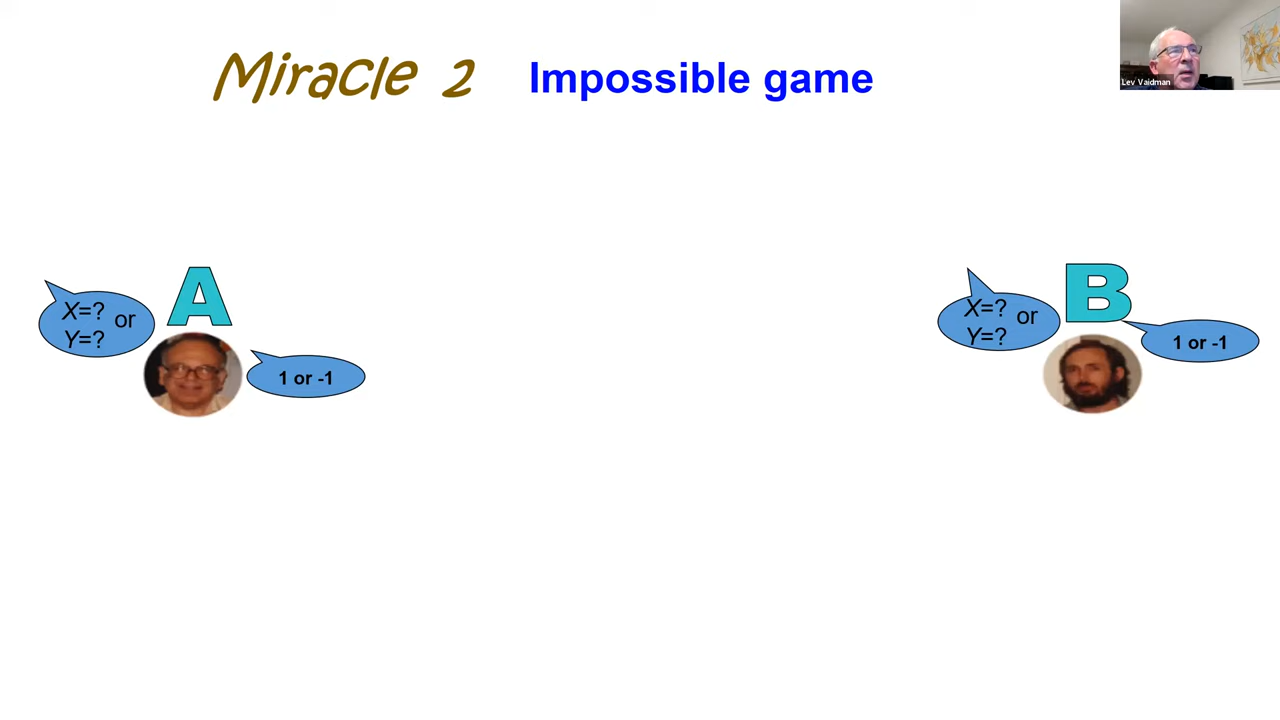 Miracle 2 Impossible game
Lev Vaidman
A
X=? or
Y=?
1 or -1
B
X=? or
Y=?
1 or -1